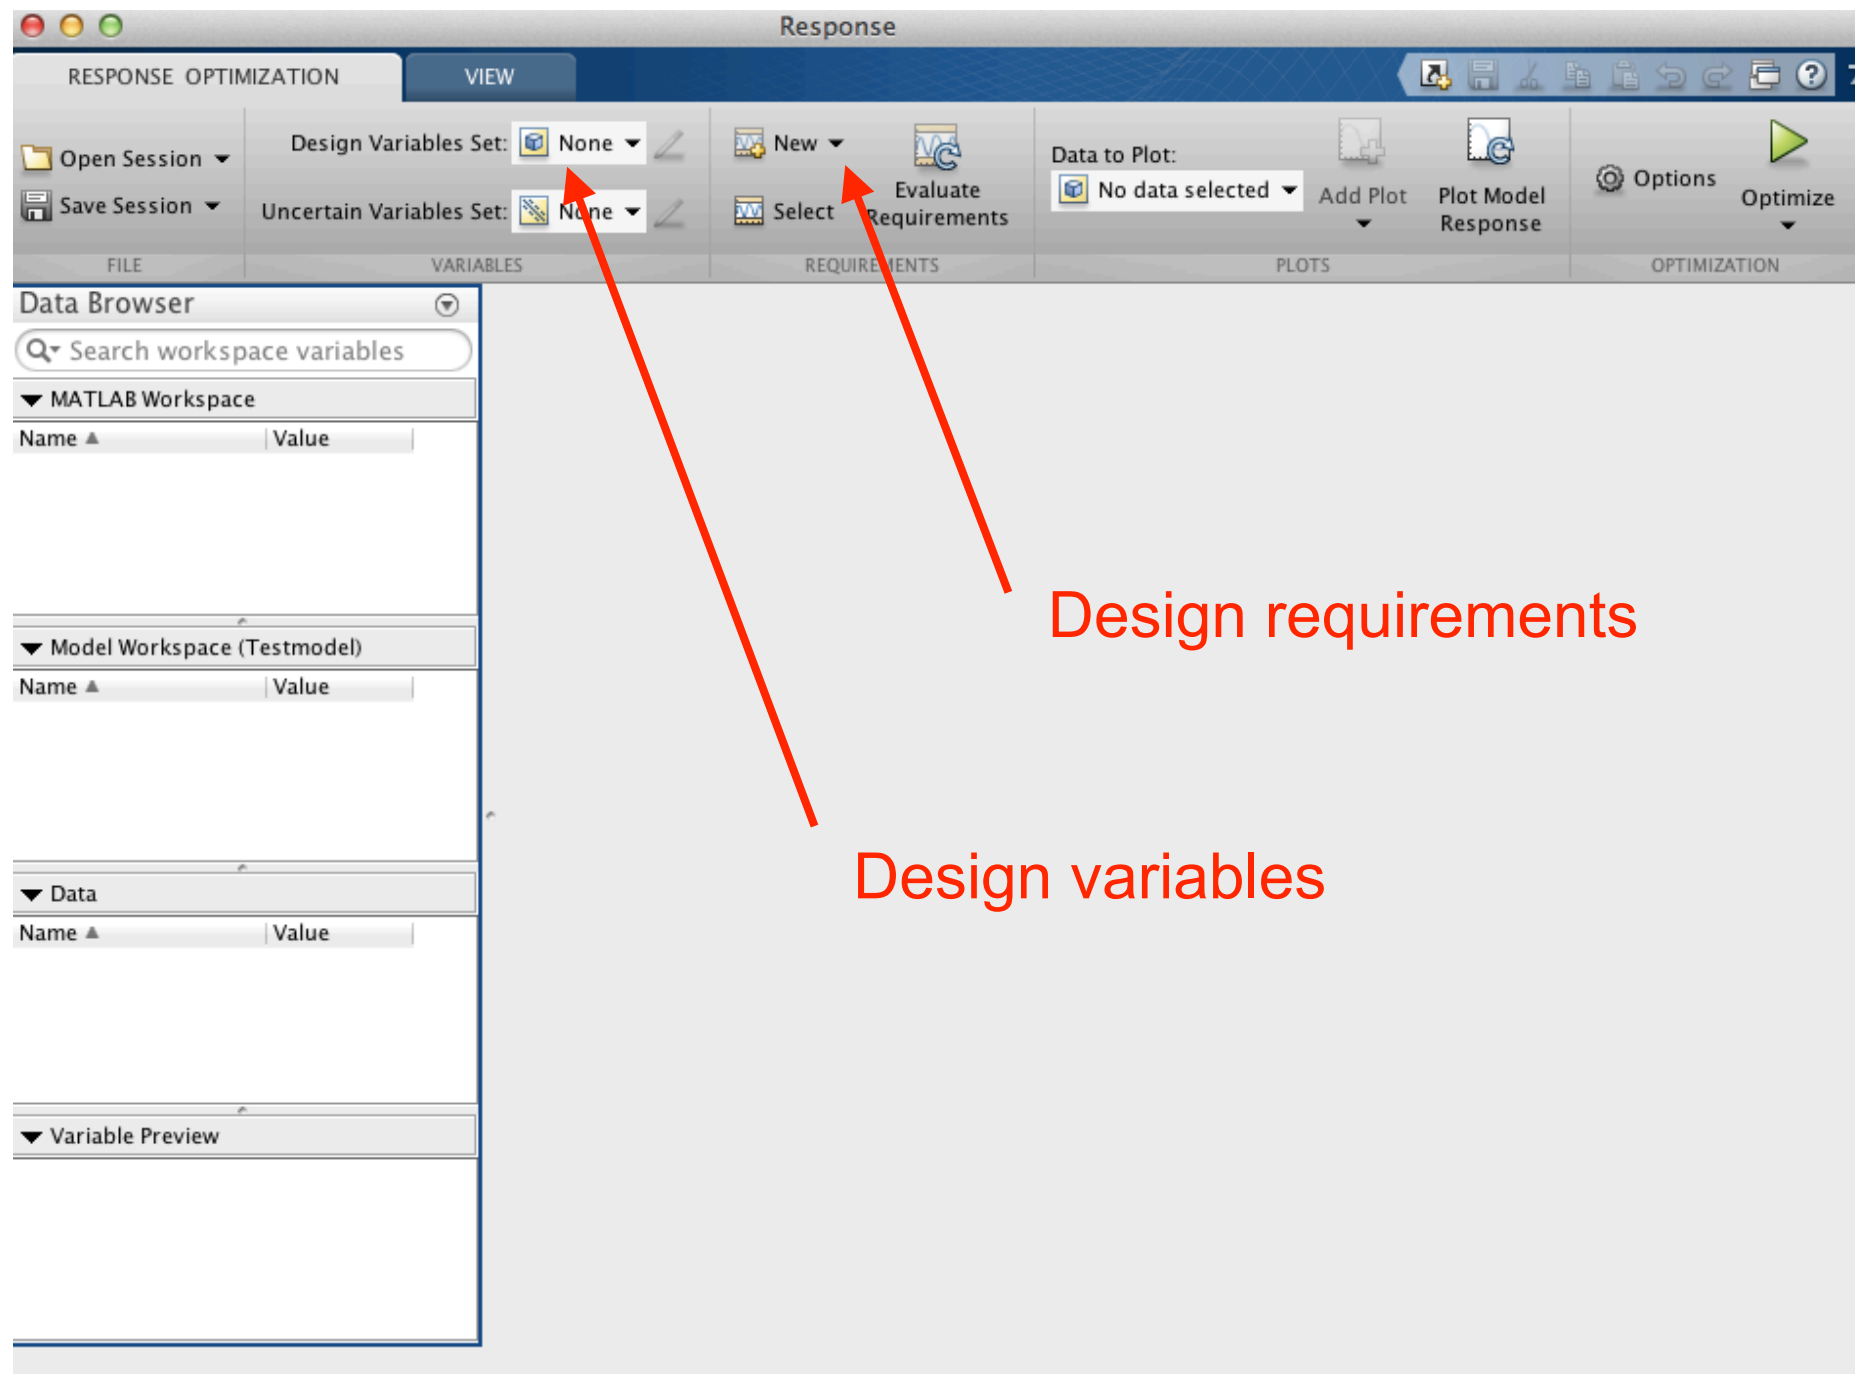 Response
RESPONSE OPTIMIZATION VIEW
Open Session
Save Session
FILE
Design Variables Set: None
Uncertain Variables Set: None
VARIABLES
New
Select
Evaluate
Requirements
REQUIREMENTS
Data to Plot:
No data selected
Add Plot
Plot Model
Response
PLOTS
Options
Optimize
OPTIMIZATION
Data Browser
Search workspace variables
MATLAB Workspace
Name Value
Design requirements
Model Workspace (Testmodel)
Name Value
Design variables
Data
Name Value
Variable Preview